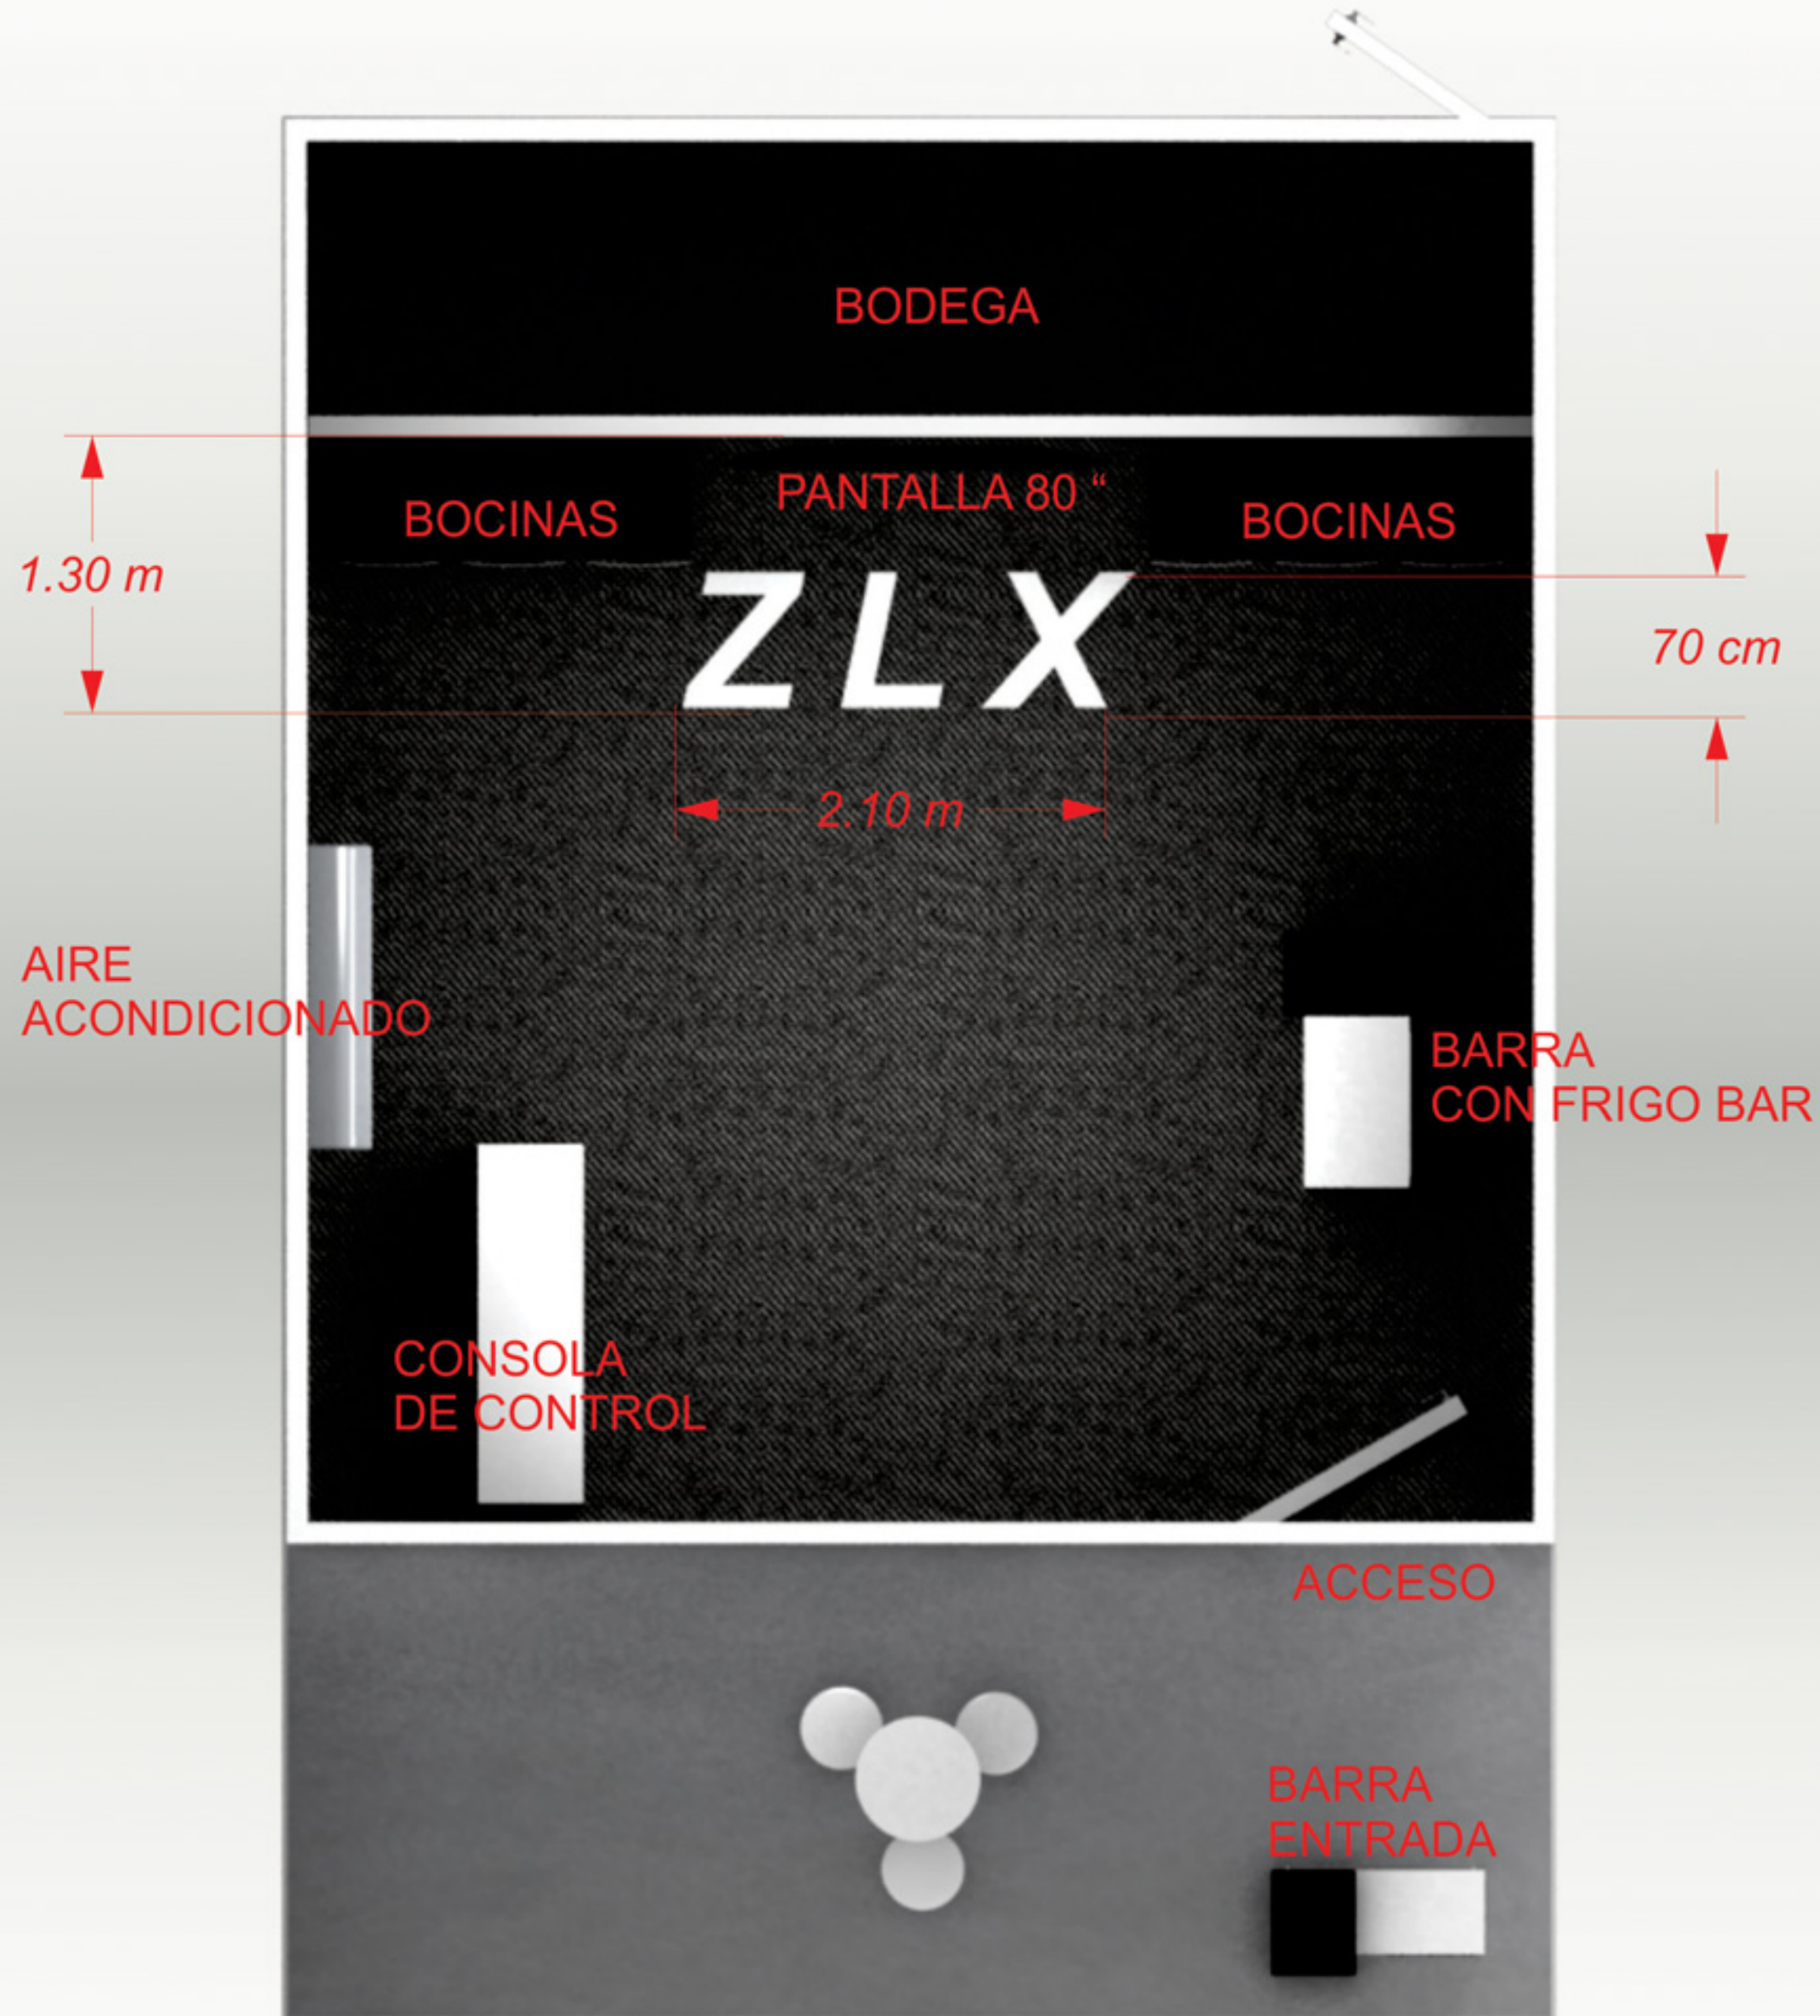 BODEGA
PANTALLA 80 “
BOCINAS
BOCINAS
1.30 m
ZLX
70 cm
2.10 m
AIRE
ACONDICIONADO
BARRA
CON FRIGO BAR
CONSOLA
DE CONTROL
ACCESO
BARRA
ENTRADA